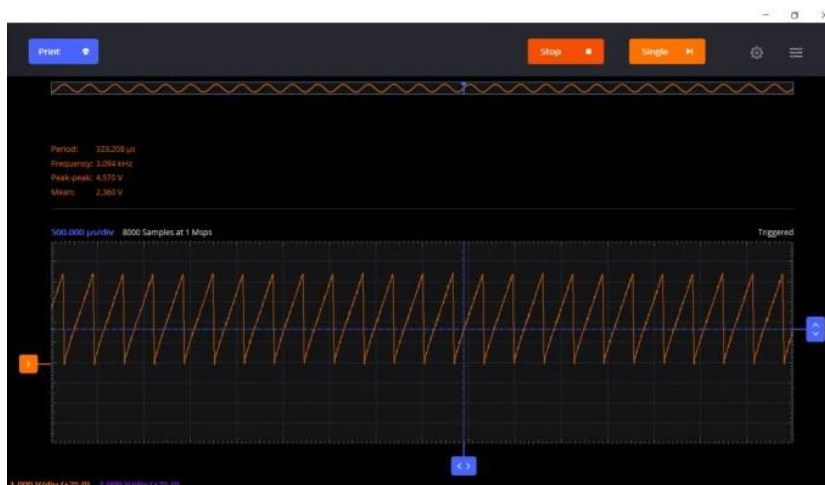 Print
Stop
Single
Period: 323.208 µs
Frequency: 3.094 kHz
Peak-peak: 4.570 V
Mean: 2.360 V
500.000 µs/div 8000 Samples at 1 Msps
Triggered